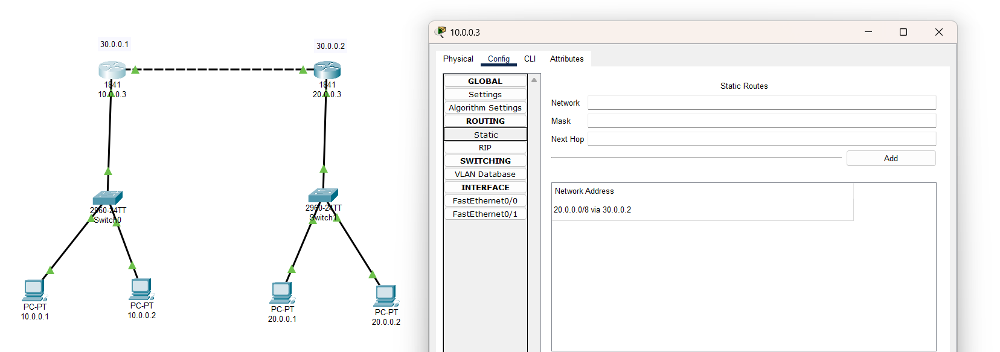 30.0.0.1
30.0.0.2
1841
10.0.0.3
1841
20.0.0.3
2960-24TT
Switch0
2960-24TT
Switch1
PC-PT
10.0.0.1
PC-PT
10.0.0.2
PC-PT
20.0.0.1
PC-PT
20.0.0.2
10.0.0.3
Physical Config CLI Attributes
GLOBAL
Settings
Algorithm Settings
ROUTING
Static
RIP
SWITCHING
VLAN Database
INTERFACE
FastEthernet0/0
FastEthernet0/1
Static Routes
Network
Mask
Next Hop
Add
Network Address
20.0.0.0/8 via 30.0.0.2